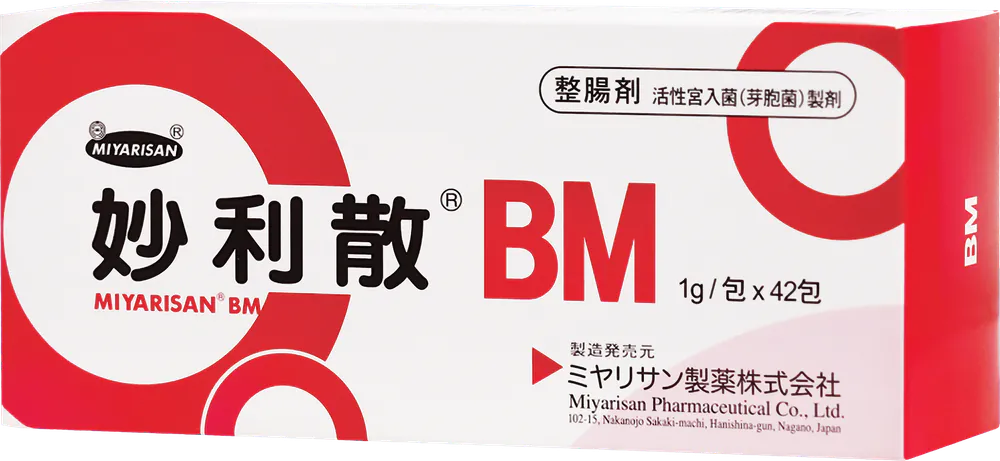 整腸剤 活性宮入菌(芽胞菌)製剤
MIYARISAN®
妙利散® BM
MIYARISAN® BM
1g/包 x 42包
製造発売元
ミヤリサン製薬株式会社
Miyarisan Pharmaceutical Co., Ltd.
102-15, Nakanojo Sakaki-machi, Hanishina-gun, Nagano, Japan
BM